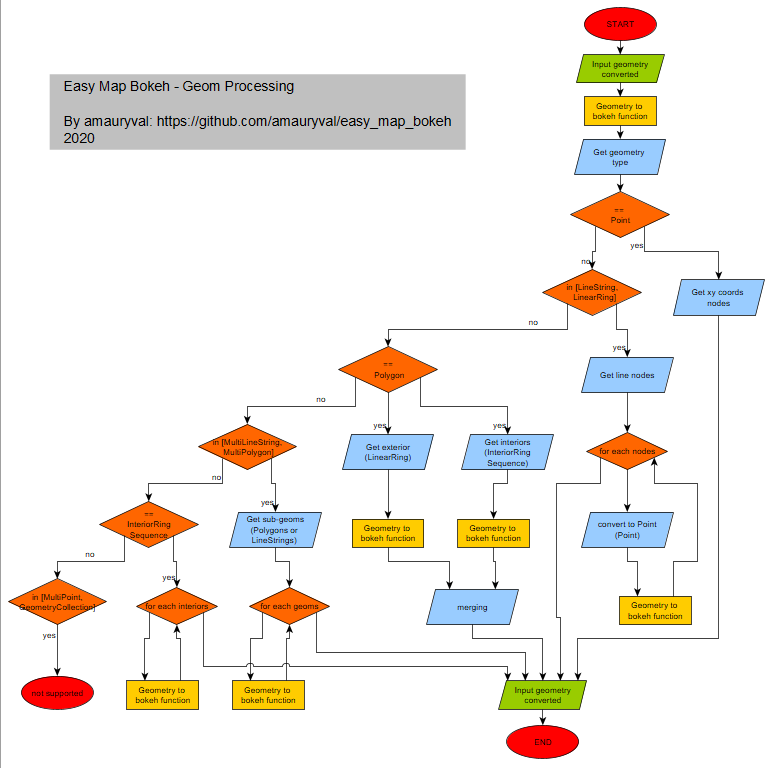 START
Input geometry
converted
Easy Map Bokeh - Geom Processing
By amauryval: https://github.com/amauryval/easy_map_bokeh
2020
Geometry to
bokeh function
Get geometry
type
==
Point
yes
no
in [LineString,
LinearRing]
Get xy coords
nodes
no
yes
==
Polygon
Get line nodes
no
yes
yes
in [MultiLineString,
MultiPolygon]
Get exterior
(LinearRing)
Get interiors
(InteriorRing
Sequence)
for each nodes
no
yes
==
InteriorRing
Sequence
Get sub-geoms
(Polygons or
LineStrings)
Geometry to
bokeh function
Geometry to
bokeh function
convert to Point
(Point)
no
yes
in [MultiPoint,
GeometryCollection]
for each interiors
for each geoms
merging
Geometry to
bokeh function
yes
not supported
Geometry to
bokeh function
Geometry to
bokeh function
Input geometry
converted
END